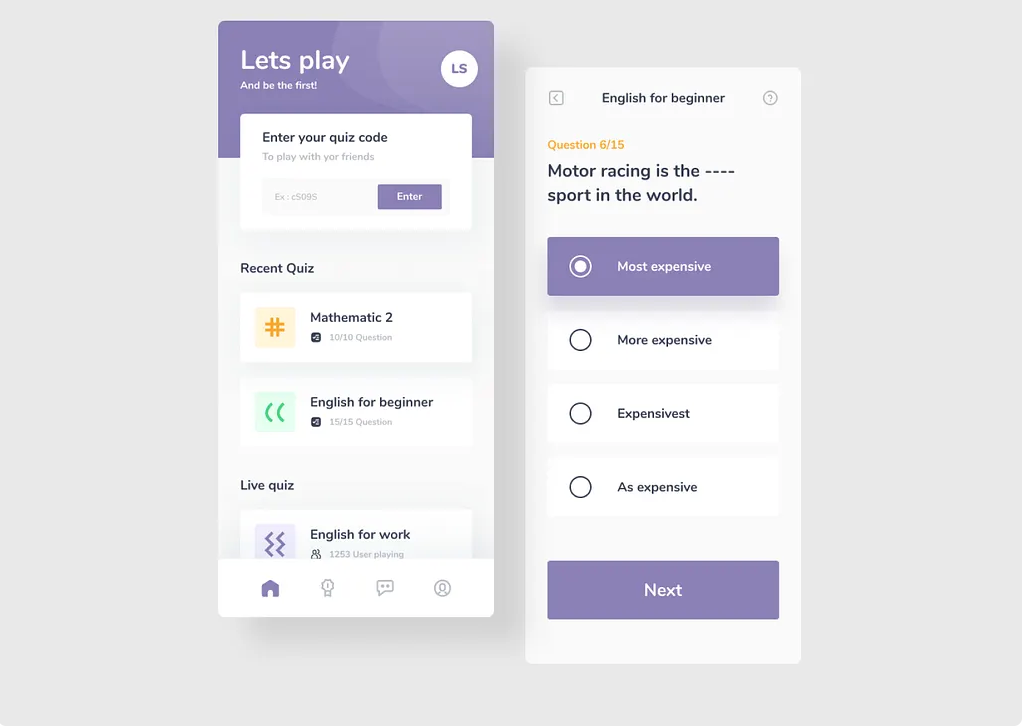 Lets play
And be the first!
LS
Enter your quiz code
To play with yor friends
Ex : cS09S
Enter
Recent Quiz
Mathematic 2
10/10 Question
English for beginner
15/15 Question
Live quiz
English for work
1253 User playing
English for beginner
?
Question 6/15
Motor racing is the ----
sport in the world.
Most expensive
More expensive
Expensivest
As expensive
Next